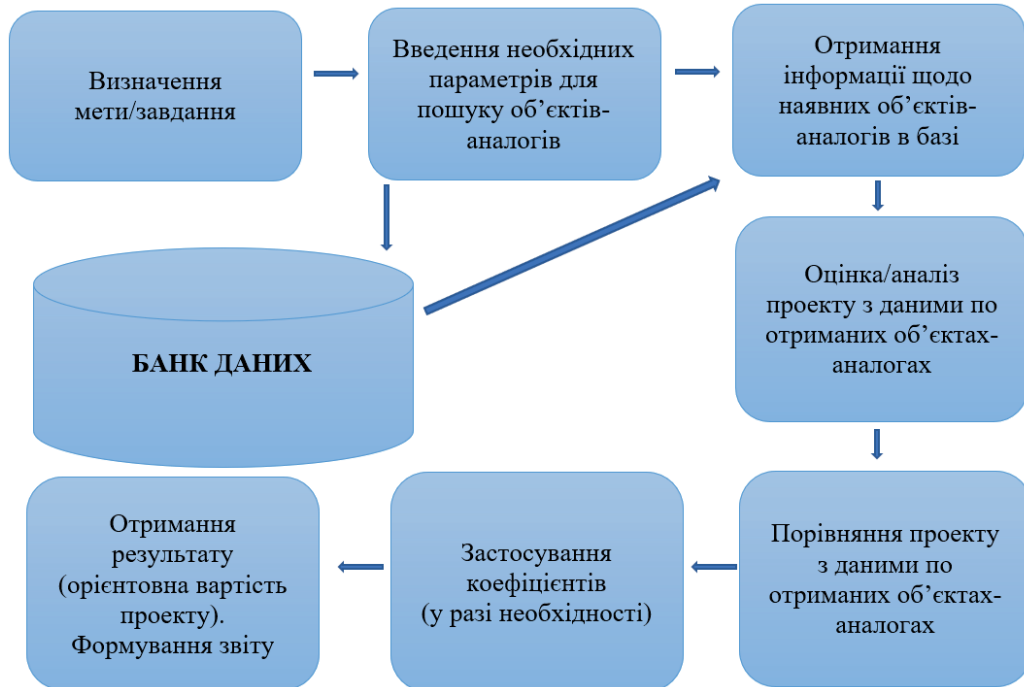 Визначення
мети/завдання
Введення необхідних
параметрів для
пошуку об’єктів-
аналогів
Отримання
інформації щодо
наявних об’єктів-
аналогів в базі
БАНК ДАНИХ
Оцінка/аналіз
проекту з даними по
отриманих об’єктах-
аналогах
Порівняння проекту
з даними по
отриманих об’єктах-
аналогах
Застосування
коефіцієнтів
(у разі необхідності)
Отримання
результату
(орієнтовна вартість
проекту).
Формування звіту